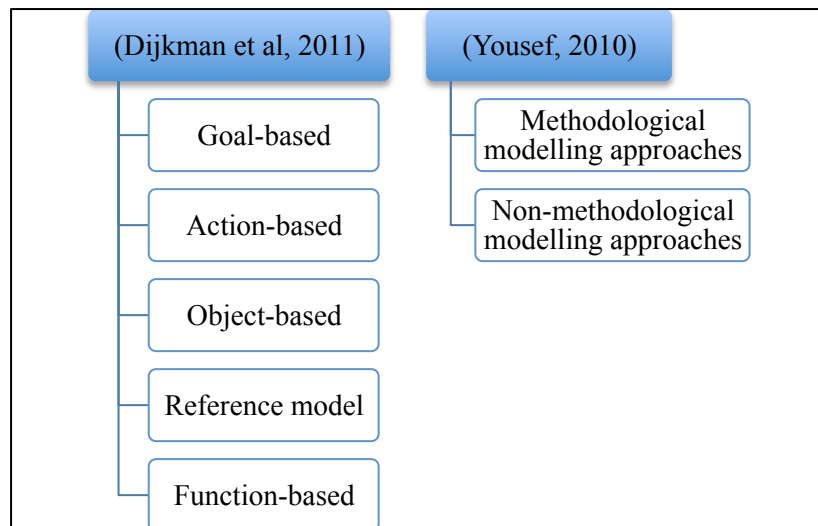 (Dijkman et al, 2011)
Goal-based
Action-based
Object-based
Reference model
Function-based
(Yousef, 2010)
Methodological
modelling approaches
Non-methodological
modelling approaches